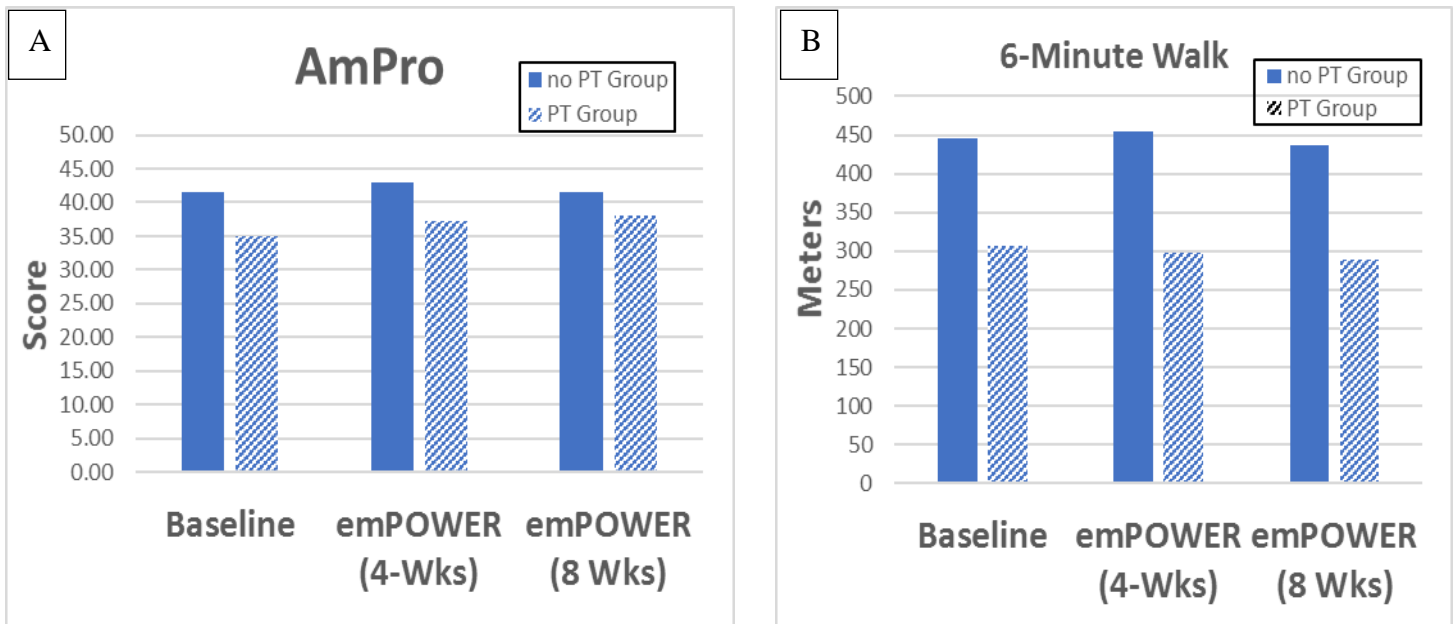 A
AmPro
no PT Group
PT Group
50.00
45.00
40.00
35.00
30.00
25.00
20.00
15.00
10.00
5.00
0.00
Score
Baseline
emPOWER
(4-Wks)
emPOWER
(8 Wks)
B
6-Minute Walk
no PT Group
PT Group
500
450
400
350
300
250
200
150
100
50
0
Meters
Baseline
emPOWER
(4-Wks)
emPOWER
(8 Wks)